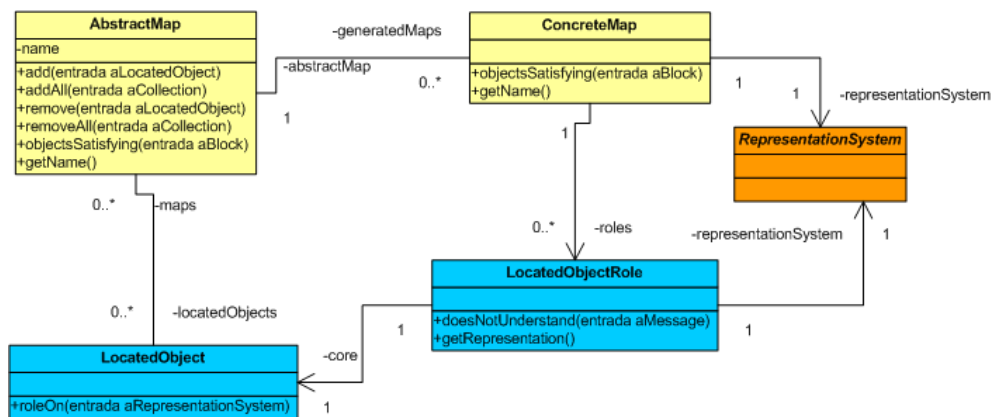 AbstractMap
-name
+add(entrada aLocatedObject)
+addAll(entrada aCollection)
+remove(entrada aLocatedObject)
+removeAll(entrada aCollection)
+objectsSatisfying(entrada aBlock)
+getName()
-generatedMaps
-abstractMap
0..*
1
ConcreteMap
+objectsSatisfying(entrada aBlock)
+getName()
1
1
-representationSystem
1
RepresentationSystem
0..*
-maps
0..*
-roles
-representationSystem
1
LocatedObjectRole
+doesNotUnderstand(entrada aMessage)
+getRepresentation()
0..*
-locatedObjects
1
1
-core
LocatedObject
+roleOn(entrada aRepresentationSystem)
1